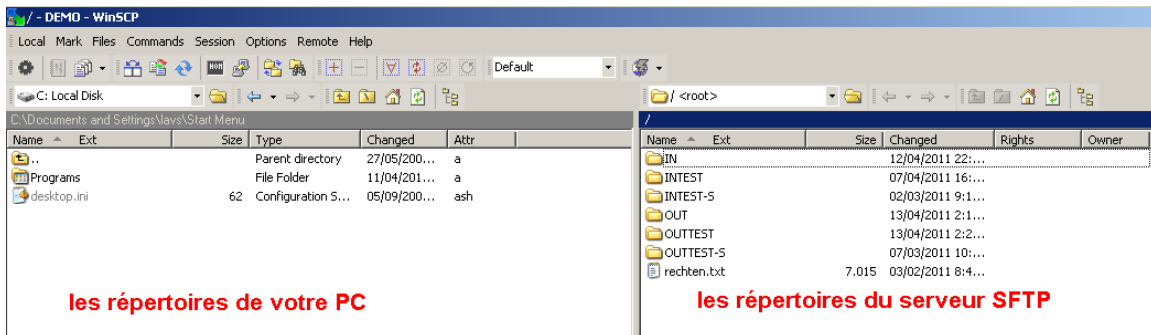 / - DEMO - WinSCP
Local Mark Files Commands Session Options Remote Help
Default
C: Local Disk
/ <root>
C:\Documents and Settings\lavs\Start Menu
/
Name Ext Size Type Changed Attr
Name Ext Size Changed Rights Owner
.. Parent directory 27/05/200... a
Programs File Folder 11/04/201... a
desktop.ini 62 Configuration S... 05/09/200... ash
IN 12/04/2011 22:...
INTEST 07/04/2011 16:...
INTEST-S 02/03/2011 9:1...
OUT 13/04/2011 2:1...
OUTTEST 13/04/2011 2:2...
OUTTEST-S 07/03/2011 10:...
rechten.txt 7.015 03/02/2011 8:4...
les répertoires de votre PC
les répertoires du serveur SFTP